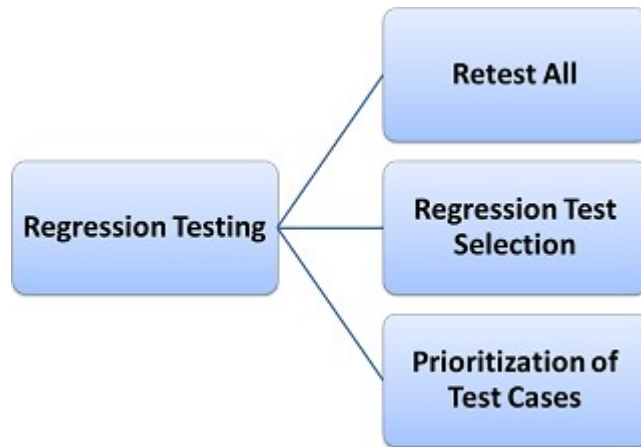 Retest All
Regression Testing
Regression Test
Selection
Prioritization of
Test Cases